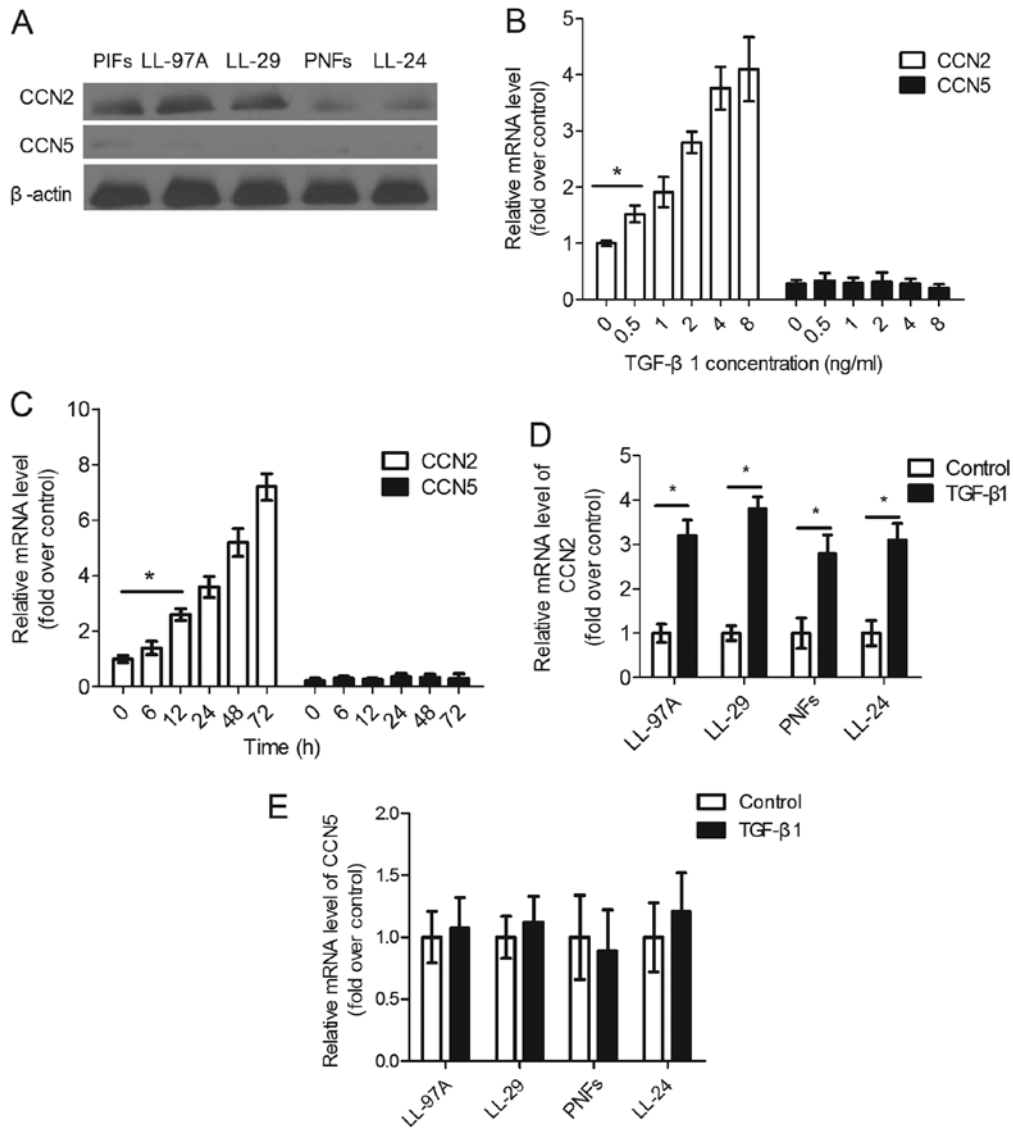 A
PIFs LL-97A LL-29 PNFs LL-24
CCN2
CCN5
β-actin
B
Relative mRNA level
(fold over control)
5
4
3
2
1
0
*
CCN2
CCN5
0 0.5 1 2 4 8 0 0.5 1 2 4 8
TGF-β 1 concentration (ng/ml)
C
Relative mRNA level
(fold over control)
10
8
6
4
2
0
*
CCN2
CCN5
0 6 12 24 48 72 0 6 12 24 48 72
Time (h)
D
Relative mRNA level of
CCN2
(fold over control)
5
4
3
2
1
0
* * * *
Control
TGF-β1
LL-97A LL-29 PNFs LL-24
E
Relative mRNA level of CCN5
(fold over control)
2.0
1.5
1.0
0.5
0.0
Control
TGF-β1
LL-97A LL-29 PNFs LL-24